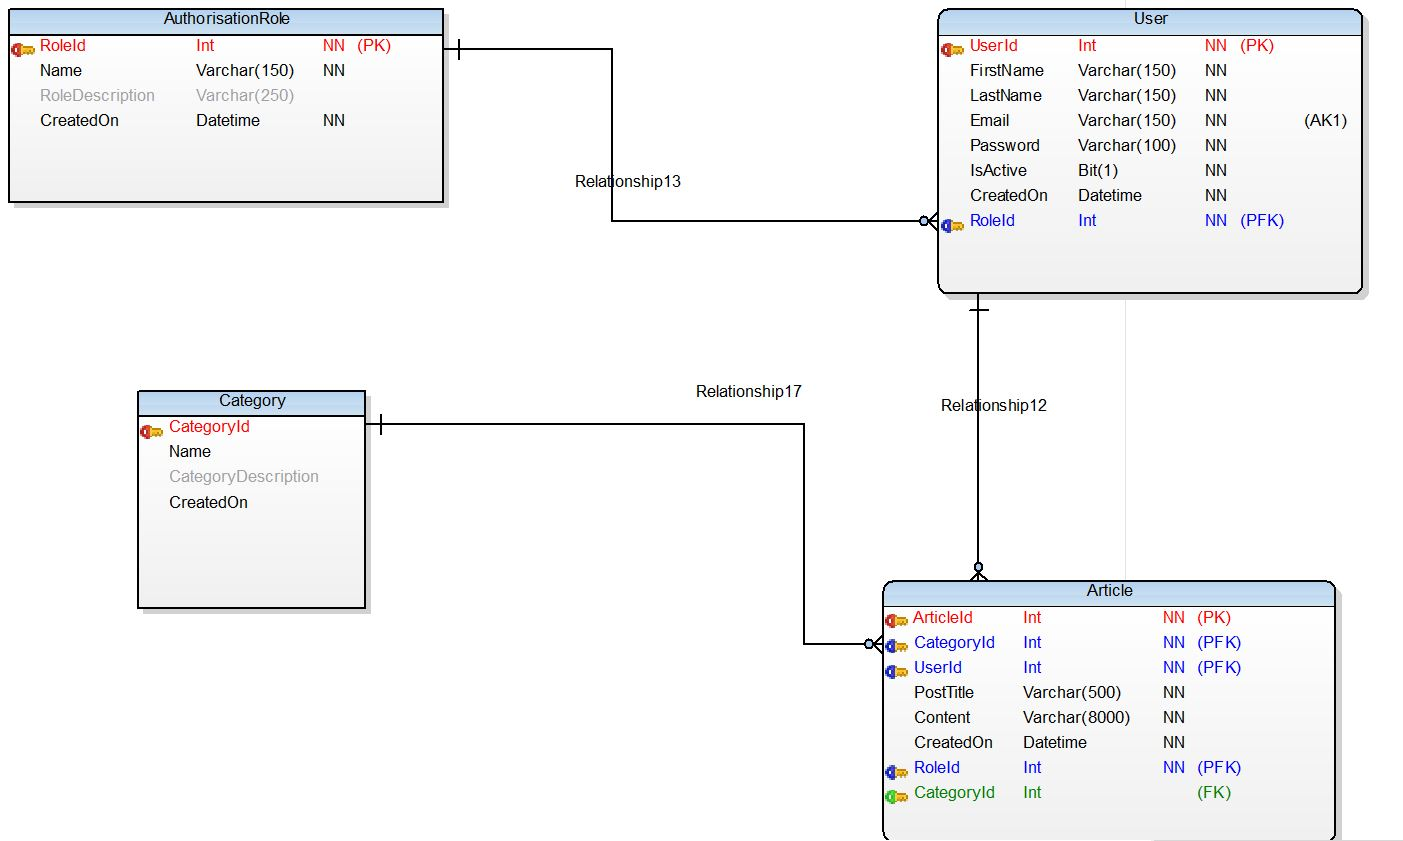 AuthorisationRole
RoleId Int NN (PK)
Name Varchar(150) NN
RoleDescription Varchar(250)
CreatedOn Datetime NN
User
UserId Int NN (PK)
FirstName Varchar(150) NN
LastName Varchar(150) NN
Email Varchar(150) NN (AK1)
Password Varchar(100) NN
IsActive Bit(1) NN
CreatedOn Datetime NN
RoleId Int NN (PFK)
Relationship13
Relationship17
Relationship12
Category
CategoryId
Name
CategoryDescription
CreatedOn
Article
ArticleId Int NN (PK)
CategoryId Int NN (PFK)
UserId Int NN (PFK)
PostTitle Varchar(500) NN
Content Varchar(8000) NN
CreatedOn Datetime NN
RoleId Int NN (PFK)
CategoryId Int (FK)